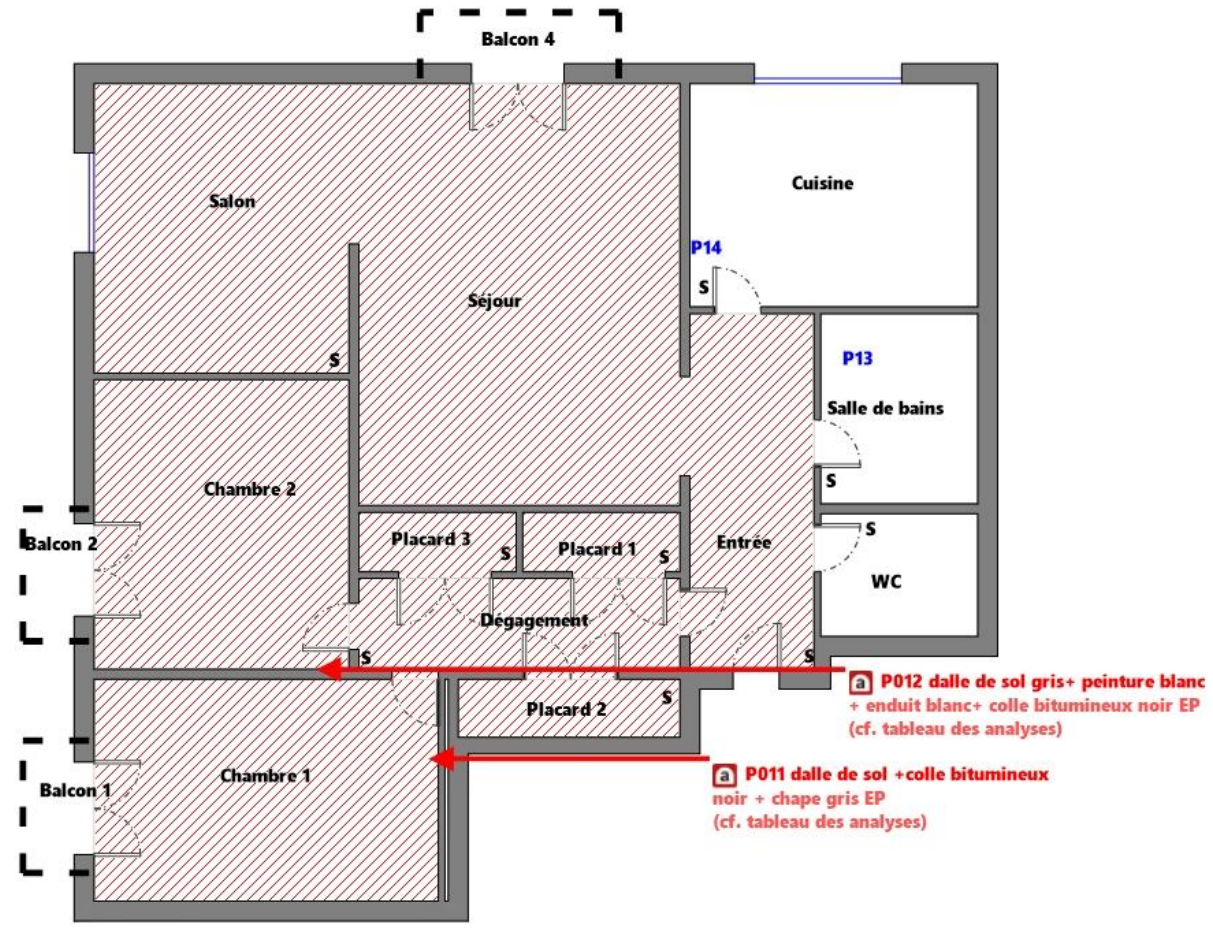 Balcon 4
Cuisine
Salon
P14
S
Séjour
S
P13
Salle de bains
S
Chambre 2
S
Balcon 2
Placard 3
S
Placard 1
S
Entrée
WC
Dégagement
S
S
a P012 dalle de sol gris+ peinture blanc
+ enduit blanc+ colle bitumineux noir EP
(cf. tableau des analyses)
S
Placard 2
Chambre 1
Balcon 1
a P011 dalle de sol +colle bitumineux
noir + chape gris EP
(cf. tableau des analyses)